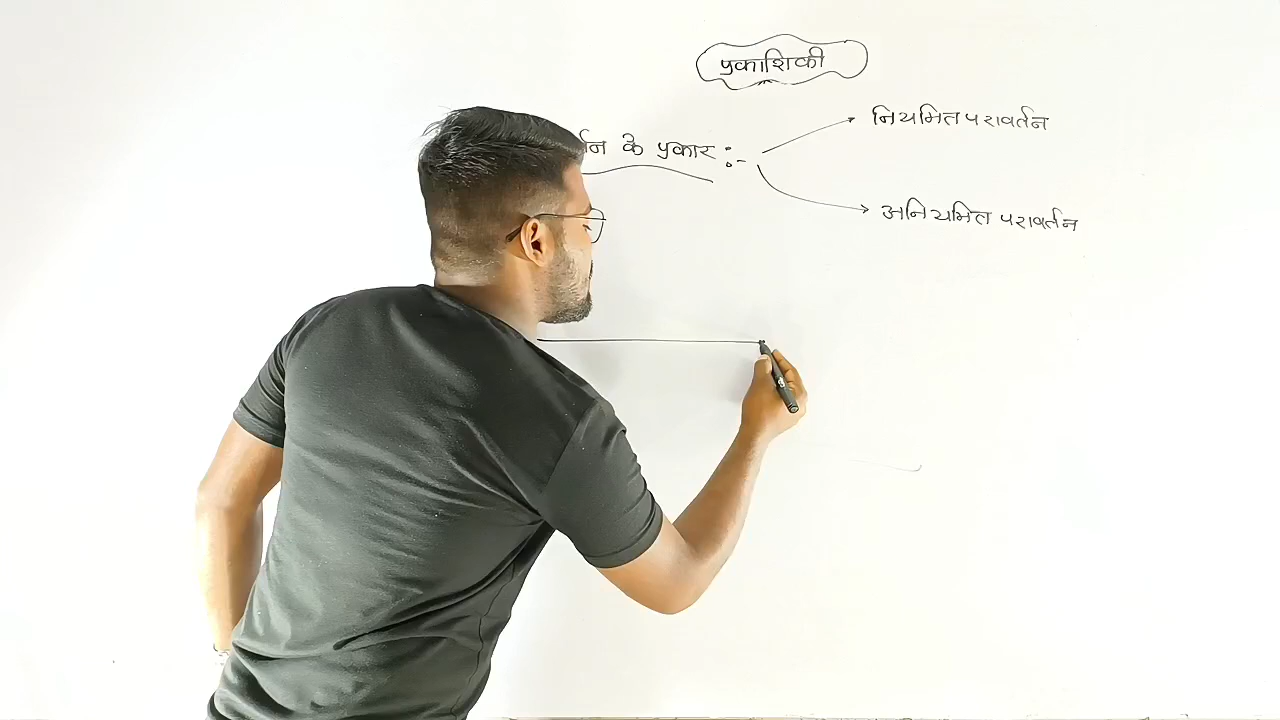 प्रकाशिकी
के प्रकार :-
नियमित परावर्तन
अनियमित परावर्तन